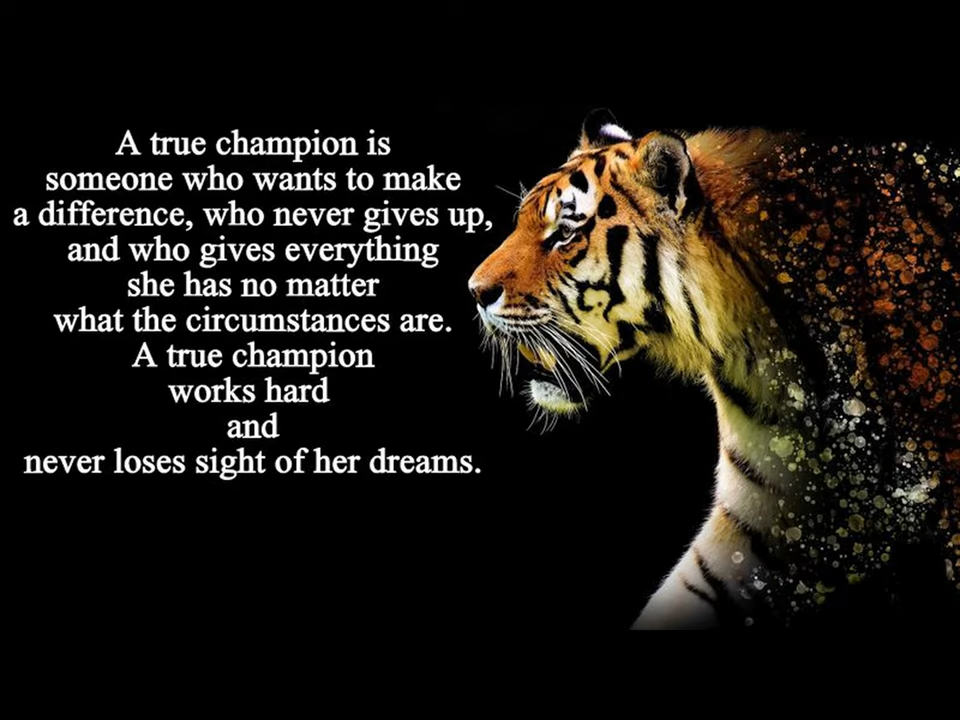 A true champion is
someone who wants to make
a difference, who never gives up,
and who gives everything
she has no matter
what the circumstances are.
A true champion
works hard
and
never loses sight of her dreams.